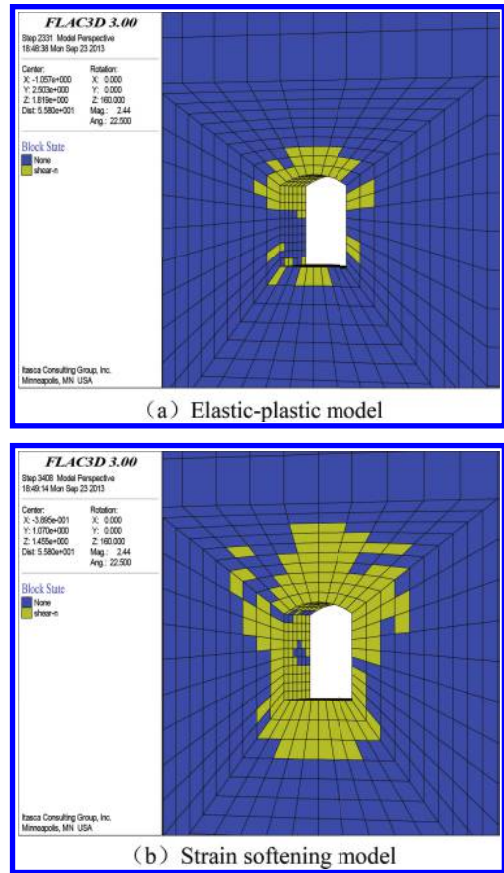 FLAC3D 3.00
Step 2331 Model Perspective
18:48:38 Mon Sep 23 2013
Center: Rotation:
X: -1.057e+000 X: 0.000
Y: 2.503e+000 Y: 0.000
Z: 1.819e+000 Z: 160.000
Dist: 5.580e+001 Mag.: 2.44
Ang.: 22.500
Block State
None
shear-n
Itasca Consulting Group, Inc.
Minneapolis, MN USA
(a) Elastic-plastic model
FLAC3D 3.00
Step 3408 Model Perspective
18:49:14 Mon Sep 23 2013
Center: Rotation:
X: -3.895e-001 X: 0.000
Y: 1.070e+000 Y: 0.000
Z: 1.455e+000 Z: 160.000
Dist: 5.580e+001 Mag.: 2.44
Ang.: 22.500
Block State
None
shear-n
Itasca Consulting Group, Inc.
Minneapolis, MN USA
(b) Strain softening model